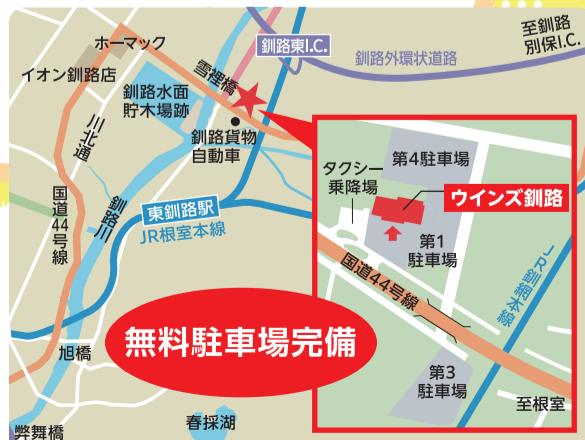 至釧路
別保I.C.
ホーマック
釧路東I.C.
釧路外環状道路
イオン釧路店
雪裡橋
釧路水面
貯木場跡
釧路貨物
自動車
川北通
国道44号線
釧路川
東釧路駅
JR根室本線
旭橋
弊舞橋
春採湖
無料駐車場完備
第4駐車場
タクシー
乗降場
ウインズ釧路
第1
駐車場
国道44号線
JR釧網本線
第3
駐車場
至根室